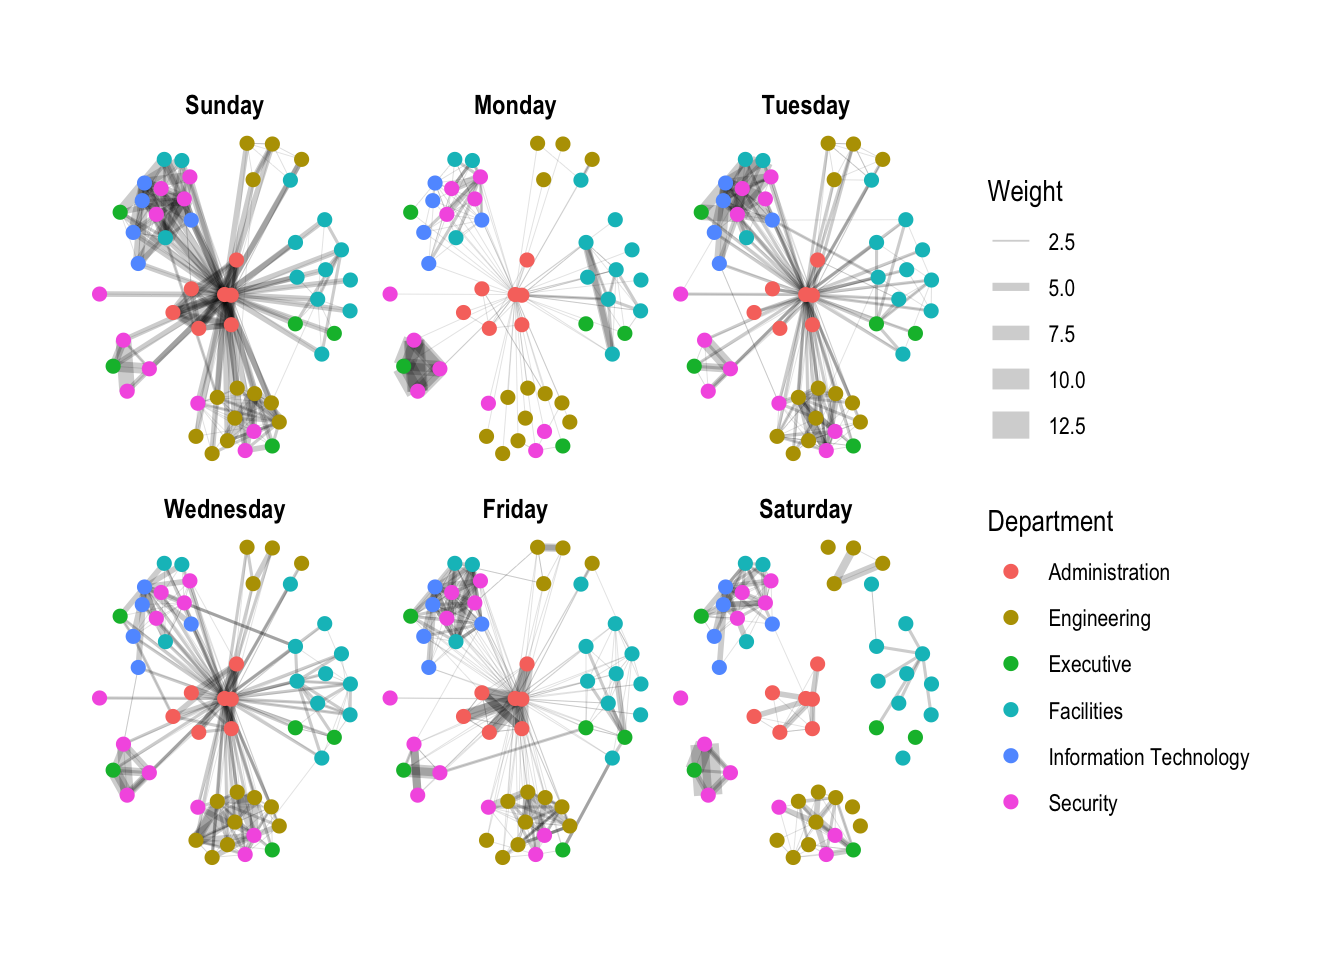 Sunday
Monday
Tuesday
Weight
2.5
5.0
7.5
10.0
12.5
Wednesday
Friday
Saturday
Department
Administration
Engineering
Executive
Facilities
Information Technology
Security